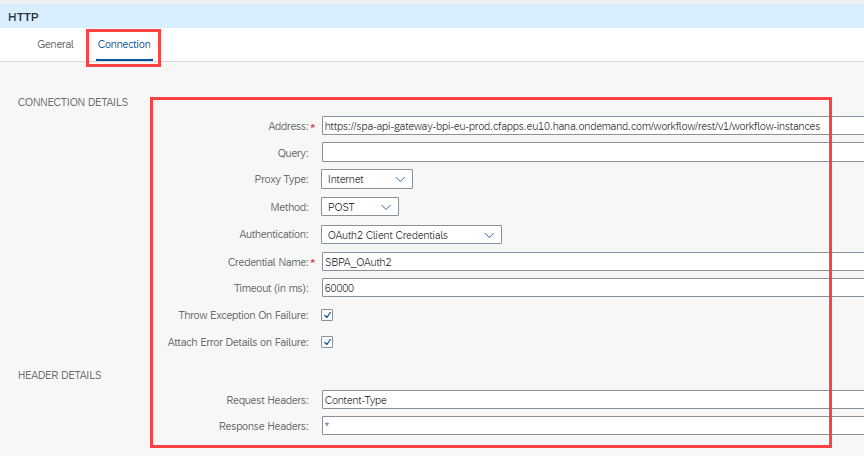 HTTP
General Connection
CONNECTION DETAILS
Address:* https://spa-api-gateway-bpi-eu-prod.cfapps.eu10.hana.ondemand.com/workflow/rest/v1/workflow-instances
Query:
Proxy Type: Internet
Method: POST
Authentication: OAuth2 Client Credentials
Credential Name:* SBPA_OAuth2
Timeout (in ms): 60000
Throw Exception On Failure:
Attach Error Details on Failure:
HEADER DETAILS
Request Headers: Content-Type
Response Headers: *